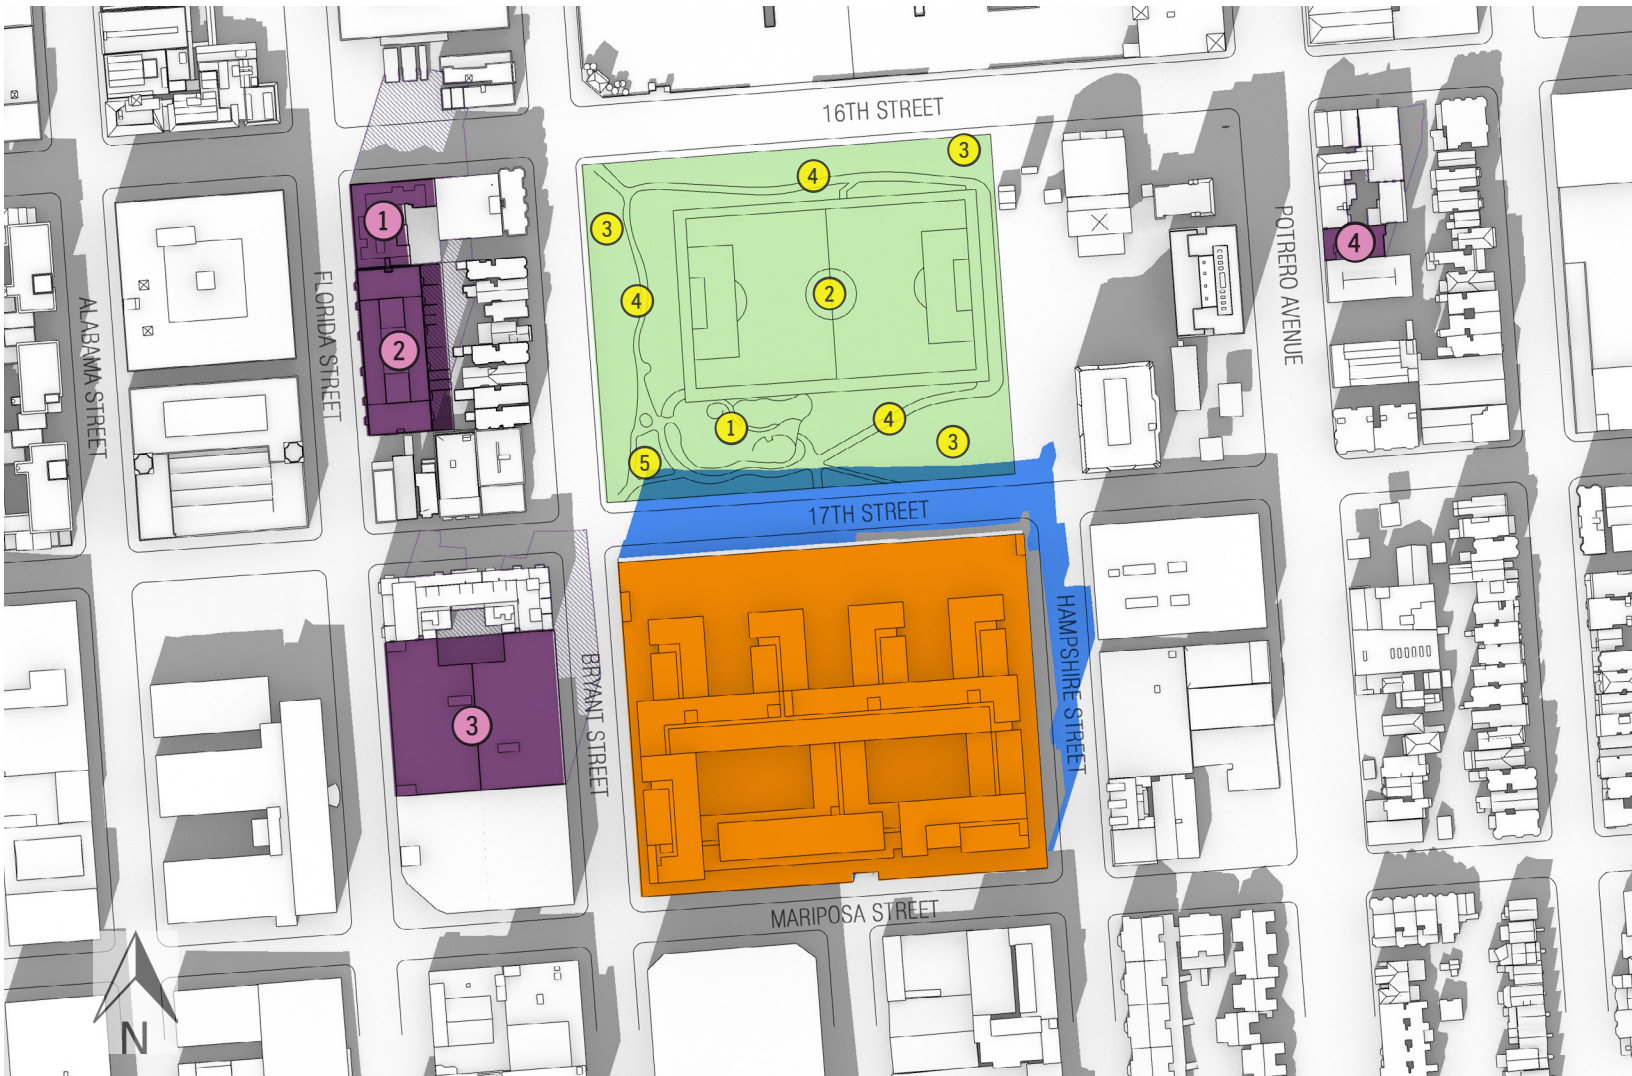 16TH STREET
3
4
1
3
4
POTRERO AVENUE
FLORIDA STREET
ALABAMA STREET
4
2
2
1
4
3
5
17TH STREET
HAMPSHIRE STREET
BRYANT STREET
3
MARIPOSA STREET
N